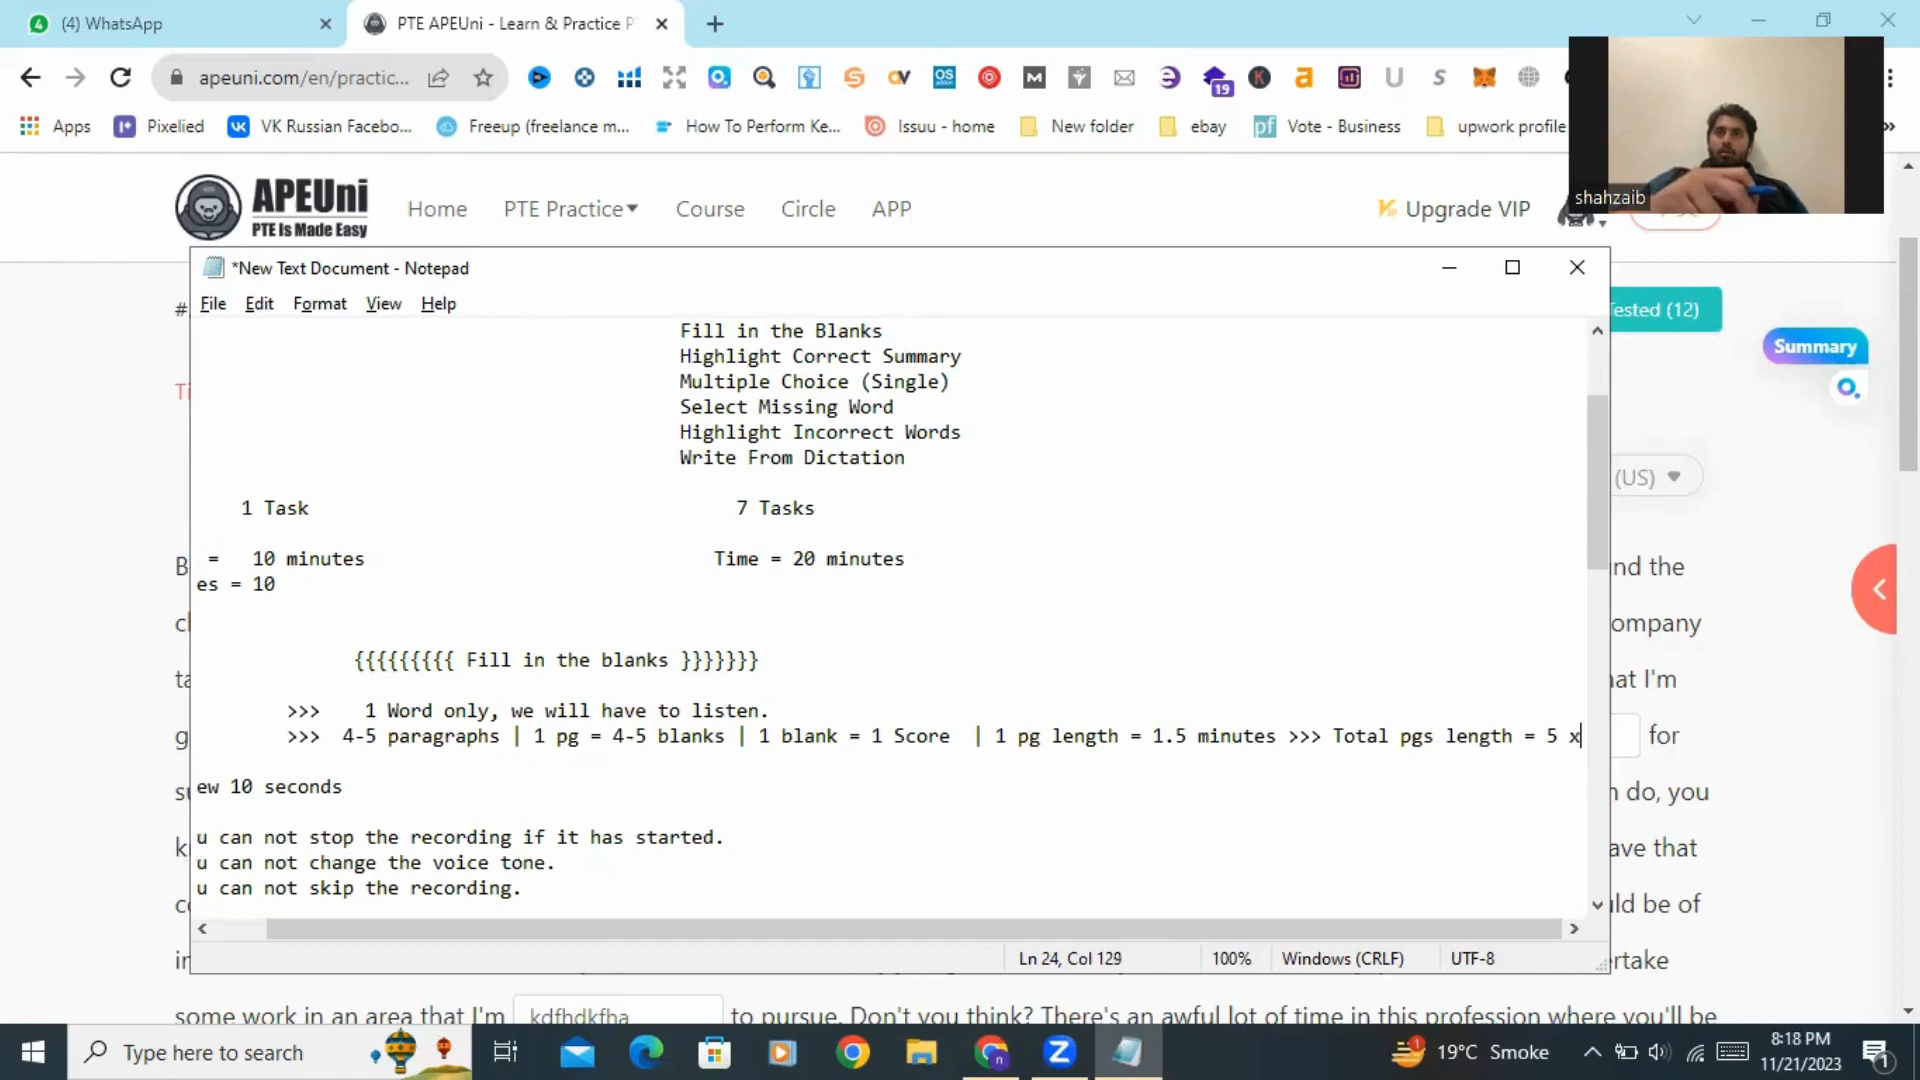 (4) WhatsApp
PTE APEUni - Learn & Practice P
apeuni.com/en/practic...
19
Apps
Pixelied
VK Russian Facebo...
Freeup (freelance m...
How To Perform Ke...
Issuu - home
New folder
ebay
Vote - Business
upwork profile
shahzaib
APEUni
PTE Is Made Easy
Home
PTE Practice
Course
Circle
APP
Upgrade VIP
*New Text Document - Notepad
File Edit Format View Help
Tested (12)
Summary
Fill in the Blanks
Highlight Correct Summary
Multiple Choice (Single)
Select Missing Word
Highlight Incorrect Words
Write From Dictation
(US)
1 Task 7 Tasks
= 10 minutes Time = 20 minutes
es = 10
{{{{{{{{{ Fill in the blanks }}}}}}}
>>> 1 Word only, we will have to listen.
>>> 4-5 paragraphs | 1 pg = 4-5 blanks | 1 blank = 1 Score | 1 pg length = 1.5 minutes >>> Total pgs length = 5 x
ew 10 seconds
u can not stop the recording if it has started.
u can not change the voice tone.
u can not skip the recording.
nd the
ompany
at I'm
for
do, you
ave that
ld be of
rtake
Ln 24, Col 129
100%
Windows (CRLF)
UTF-8
some work in an area that I'm kdfhdkfha to pursue. Don't you think? There's an awful lot of time in this profession where you'll be
Type here to search
19°C Smoke
8:18 PM
11/21/2023
1